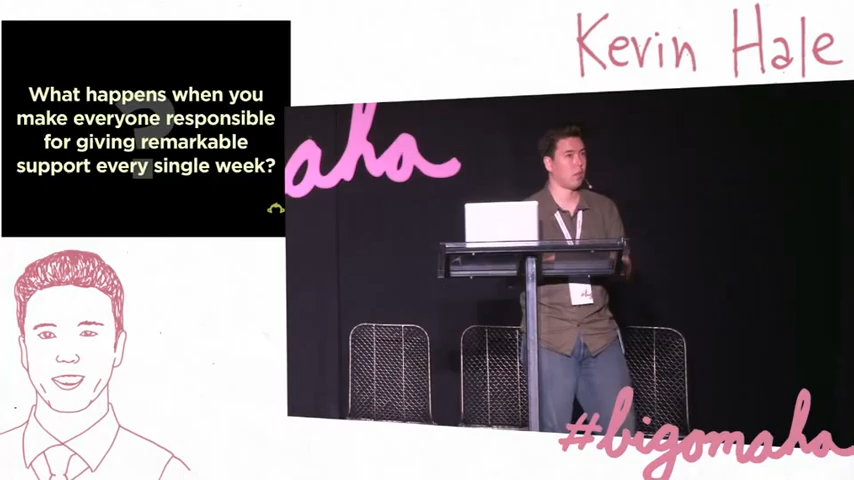 Kevin Hale
What happens when you
make everyone responsible
for giving remarkable
support every single week?
?
aha
#bigomaha